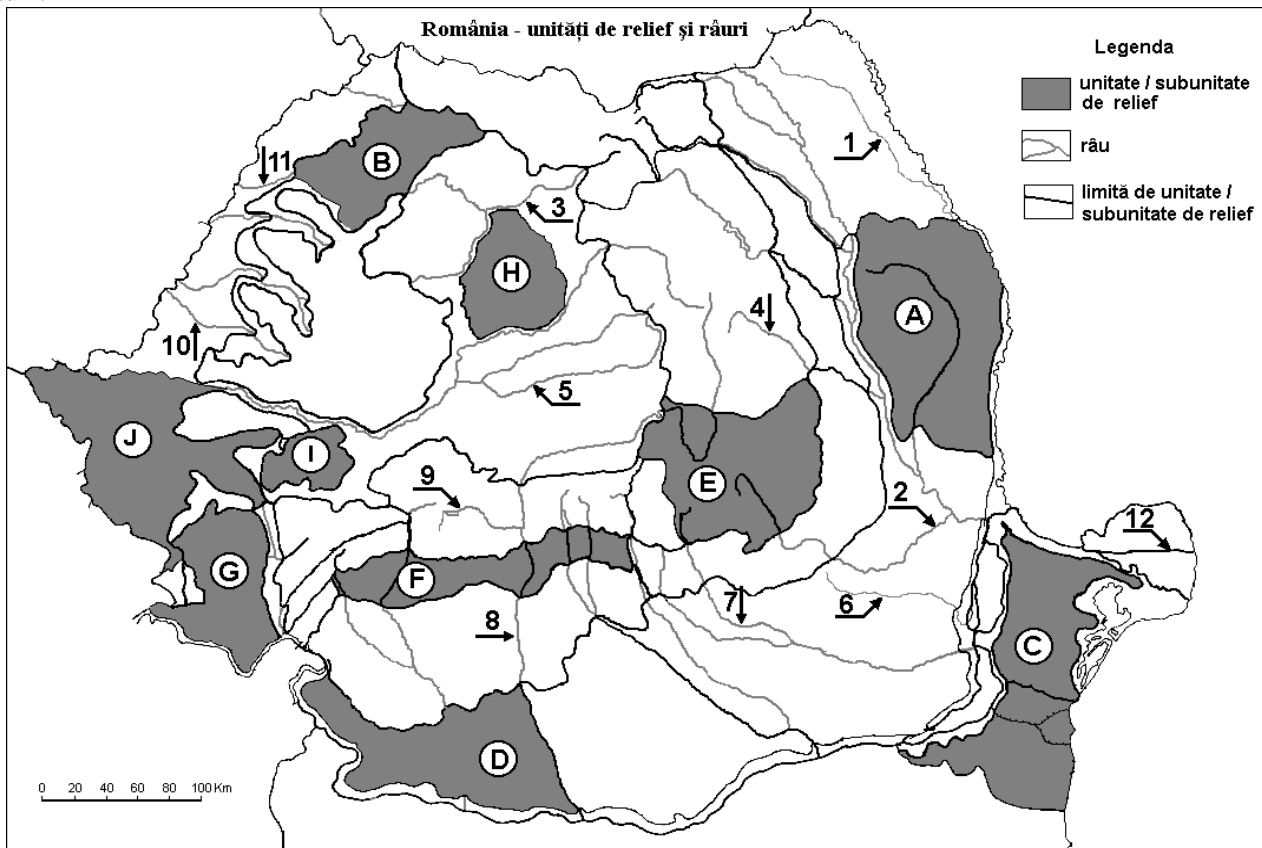 România - unități de relief și râuri
Legenda
unitate / subunitate
de relief
râu
limită de unitate /
subunitate de relief
1
11
B
3
H
A
4
10
5
J
I
9
E
2
12
G
F
7
6
8
C
D
0 20 40 60 80 100 Km